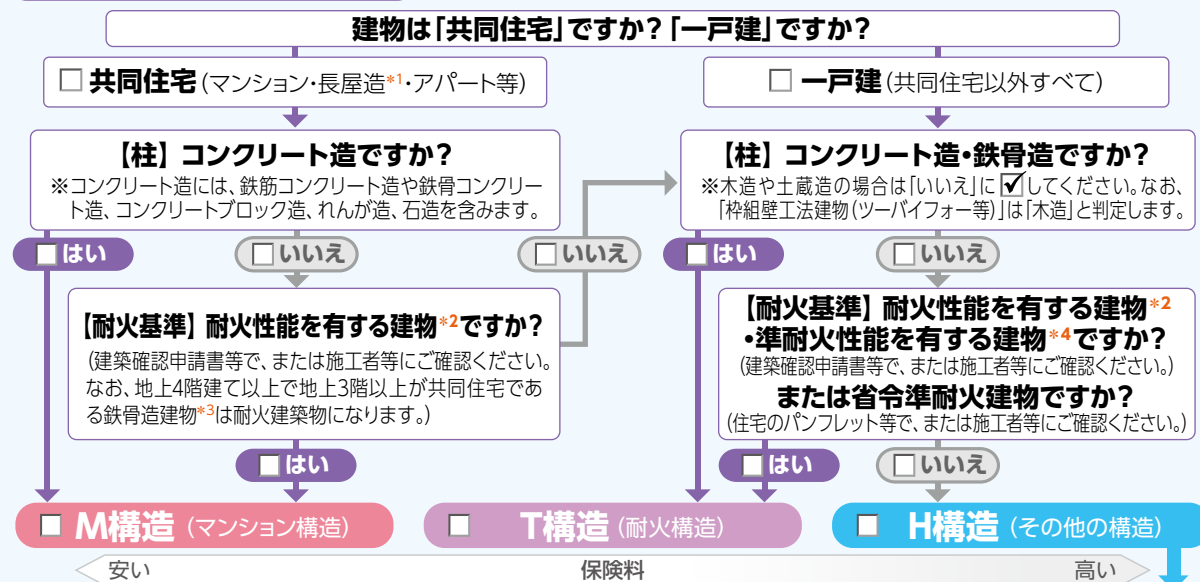 建物は「共同住宅」ですか?「一戸建」ですか?
共同住宅(マンション・長屋造*1・アパート等)
一戸建(共同住宅以外すべて)
【柱】コンクリート造ですか?
※コンクリート造には、鉄筋コンクリート造や鉄骨コンクリー
ト造、コンクリートブロック造、れんが造、石造を含みます。
【柱】コンクリート造・鉄骨造ですか?
※木造や土蔵造の場合は「いいえ」に☑してください。なお、
「枠組壁工法建物(ツーバイフォー等)」は「木造」と判定します。
はい
いいえ
いいえ
はい
いいえ
【耐火基準】耐火性能を有する建物*2ですか?
(建築確認申請書等で、または施工者等にご確認ください。
なお、地上4階建て以上で地上3階以上が共同住宅であ
る鉄骨造建物*3は耐火建築物になります。)
【耐火基準】耐火性能を有する建物*2
・準耐火性能を有する建物*4ですか?
(建築確認申請書等で、または施工者等にご確認ください。)
または省令準耐火建物ですか?
(住宅のパンフレット等で、または施工者等にご確認ください。)
はい
はい
いいえ
M構造(マンション構造)
T構造(耐火構造)
H構造(その他の構造)
安い
保険料
高い